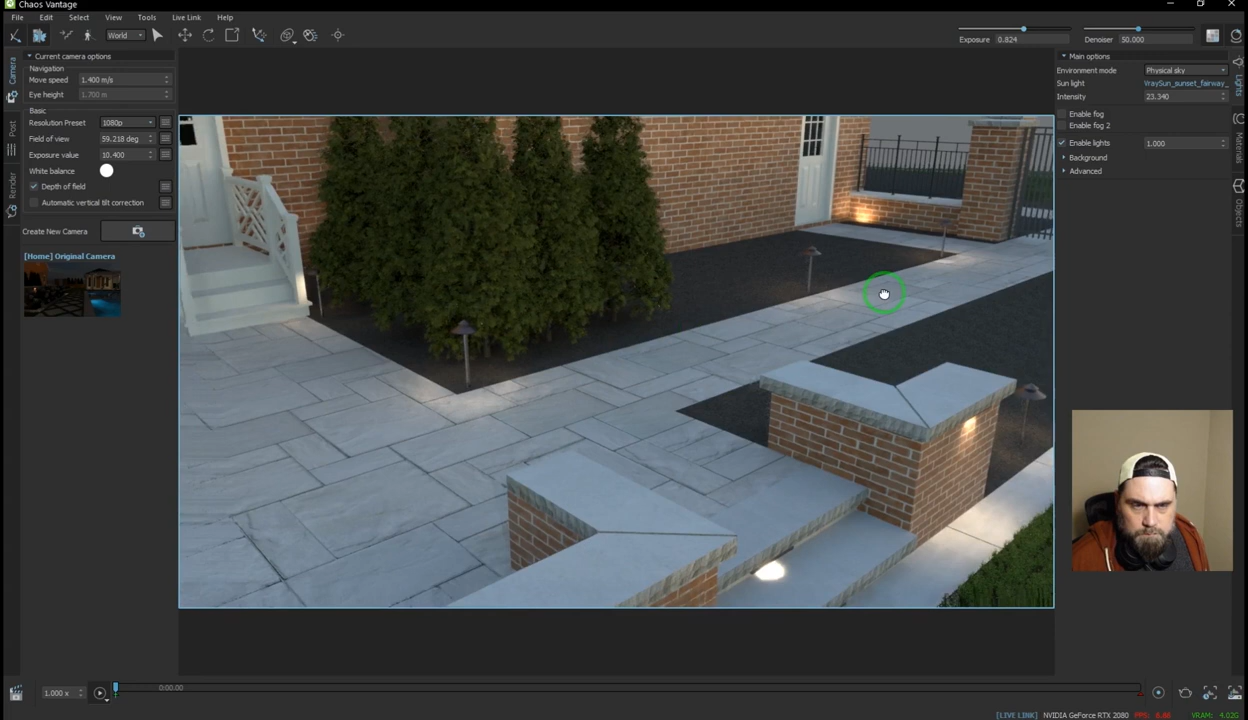 Chaos Vantage
File Edit Select View Tools Live Link Help
World
Exposure 0.824 Denoiser 50.000
Camera
Post
Render
Current camera options
Navigation
Move speed 1.400 m/s
Eye height 1.700 m
Basic
Resolution Preset 1080p
Field of view 59.218 deg
Exposure value 10.400
White balance
Depth of field
Automatic vertical tilt correction
Create New Camera
[Home] Original Camera
Main options
Environment mode Physical sky
Sun light VraySun_sunset_fairway_
Intensity 23.340
Enable fog
Enable fog 2
Enable lights 1.000
Background
Advanced
Lights
Materials
Objects
1.000 x 0:00.00
[LIVE LINK] NVIDIA GeForce RTX 2080 FPS: VRAM: 4.02G